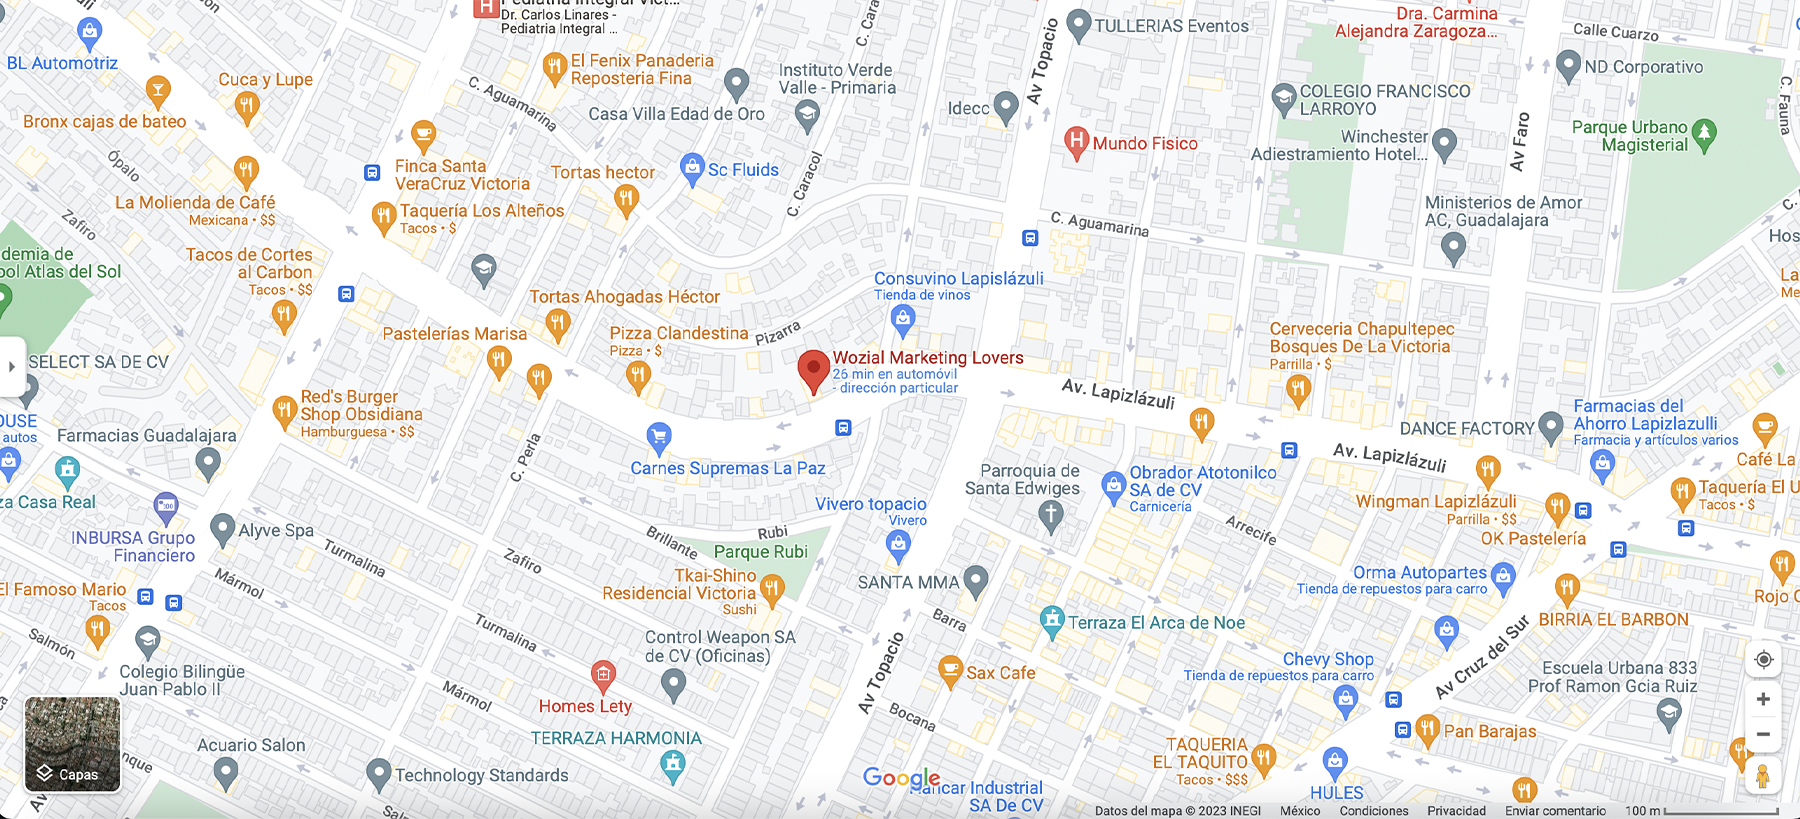 Pediatría Integral Vict...
Dr. Carlos Linares -
Pediatría Integral ...
BL Automotriz
Cuca y Lupe
Bronx cajas de bateo
El Fenix Panaderia
Reposteria Fina
C. Aguamarina
Casa Villa Edad de Oro
Instituto Verde
Valle - Primaria
C. Caracol
Idecc
Av Topacio
TULLERIAS Eventos
Mundo Fisico
Dra. Carmina
Alejandra Zaragoza...
Calle Cuarzo
ND Corporativo
COLEGIO FRANCISCO
LARROYO
Winchester
Adiestramiento Hotel...
Av Faro
Parque Urbano
Magisterial
C. Fauna
Ópalo
Finca Santa
VeraCruz Victoria
Tortas hector
Sc Fluids
La Molienda de Café
Mexicana • $$
Taquería Los Alteños
Tacos • $
Zafiro
C. Caracol
C. Aguamarina
Ministerios de Amor
AC, Guadalajara
demia de
ol Atlas del Sol
Tacos de Cortes
al Carbon
Tacos • $$
Tortas Ahogadas Héctor
Consuvino Lapislázuli
Tienda de vinos
Pastelerías Marisa
Pizza Clandestina
Pizza • $
Pizarra
Cerveceria Chapultepec
Bosques De La Victoria
Parrilla • $
SELECT SA DE CV
Wozial Marketing Lovers
26 min en automóvil
- dirección particular
Av. Lapizlázuli
Red's Burger
Shop Obsidiana
Hamburguesa • $$
OUSE
autos
Farmacias Guadalajara
C. Perla
Carnes Supremas La Paz
Parroquia de
Santa Edwiges
Obrador Atotonilco
SA de CV
Carnicería
DANCE FACTORY
Av. Lapizlázuli
Farmacias del
Ahorro Lapizlazulli
Farmacia y artículos varios
Café La
Wingman Lapizlázuli
Parrilla • $$
Taquería El U
Tacos • $
za Casa Real
INBURSA Grupo
Financiero
Alyve Spa
Vivero topacio
Vivero
Arrecife
OK Pastelería
Rubi
Brillante
Parque Rubi
Turmalina
Zafiro
Mármol
El Famoso Mario
Tacos
Tkai-Shino
Residencial Victoria
Sushi
SANTA MMA
Orma Autopartes
Tienda de repuestos para carro
Rojo
BIRRIA EL BARBON
Barra
Terraza El Arca de Noe
Salmón
Turmalina
Control Weapon SA
de CV (Oficinas)
Av Topacio
Av Cruz del Sur
Chevy Shop
Tienda de repuestos para carro
Escuela Urbana 833
Prof Ramon Gcia Ruiz
Colegio Bilingüe
Juan Pablo II
Mármol
Homes Lety
Sax Cafe
Bocana
Capas
Acuario Salon
TERRAZA HARMONIA
Technology Standards
TAQUERIA
EL TAQUITO
Tacos • $$$
Pan Barajas
Google
Mancar Industrial
SA De CV
HULES
Datos del mapa © 2023 INEGI México Condiciones Privacidad Enviar comentario 100 m